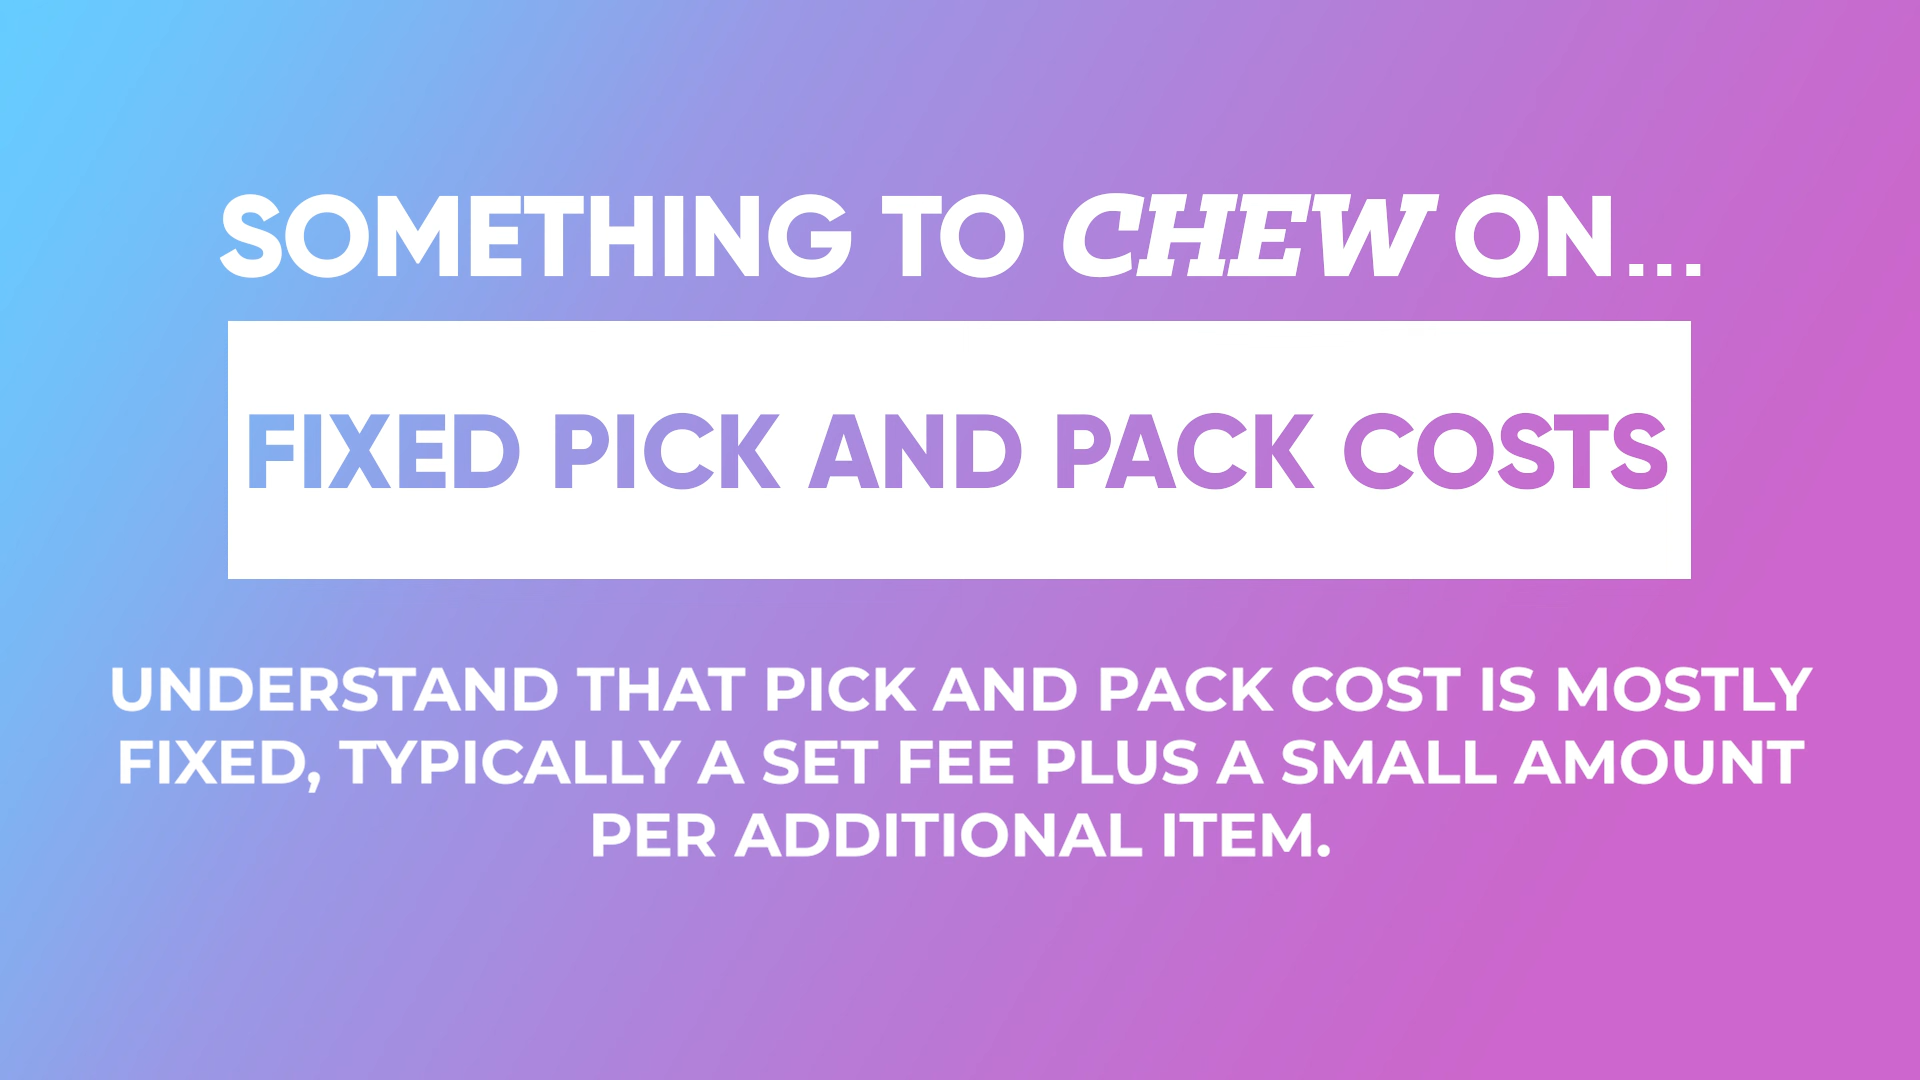 SOMETHING TO CHEW ON...
FIXED PICK AND PACK COSTS
UNDERSTAND THAT PICK AND PACK COST IS MOSTLY
FIXED, TYPICALLY A SET FEE PLUS A SMALL AMOUNT
PER ADDITIONAL ITEM.